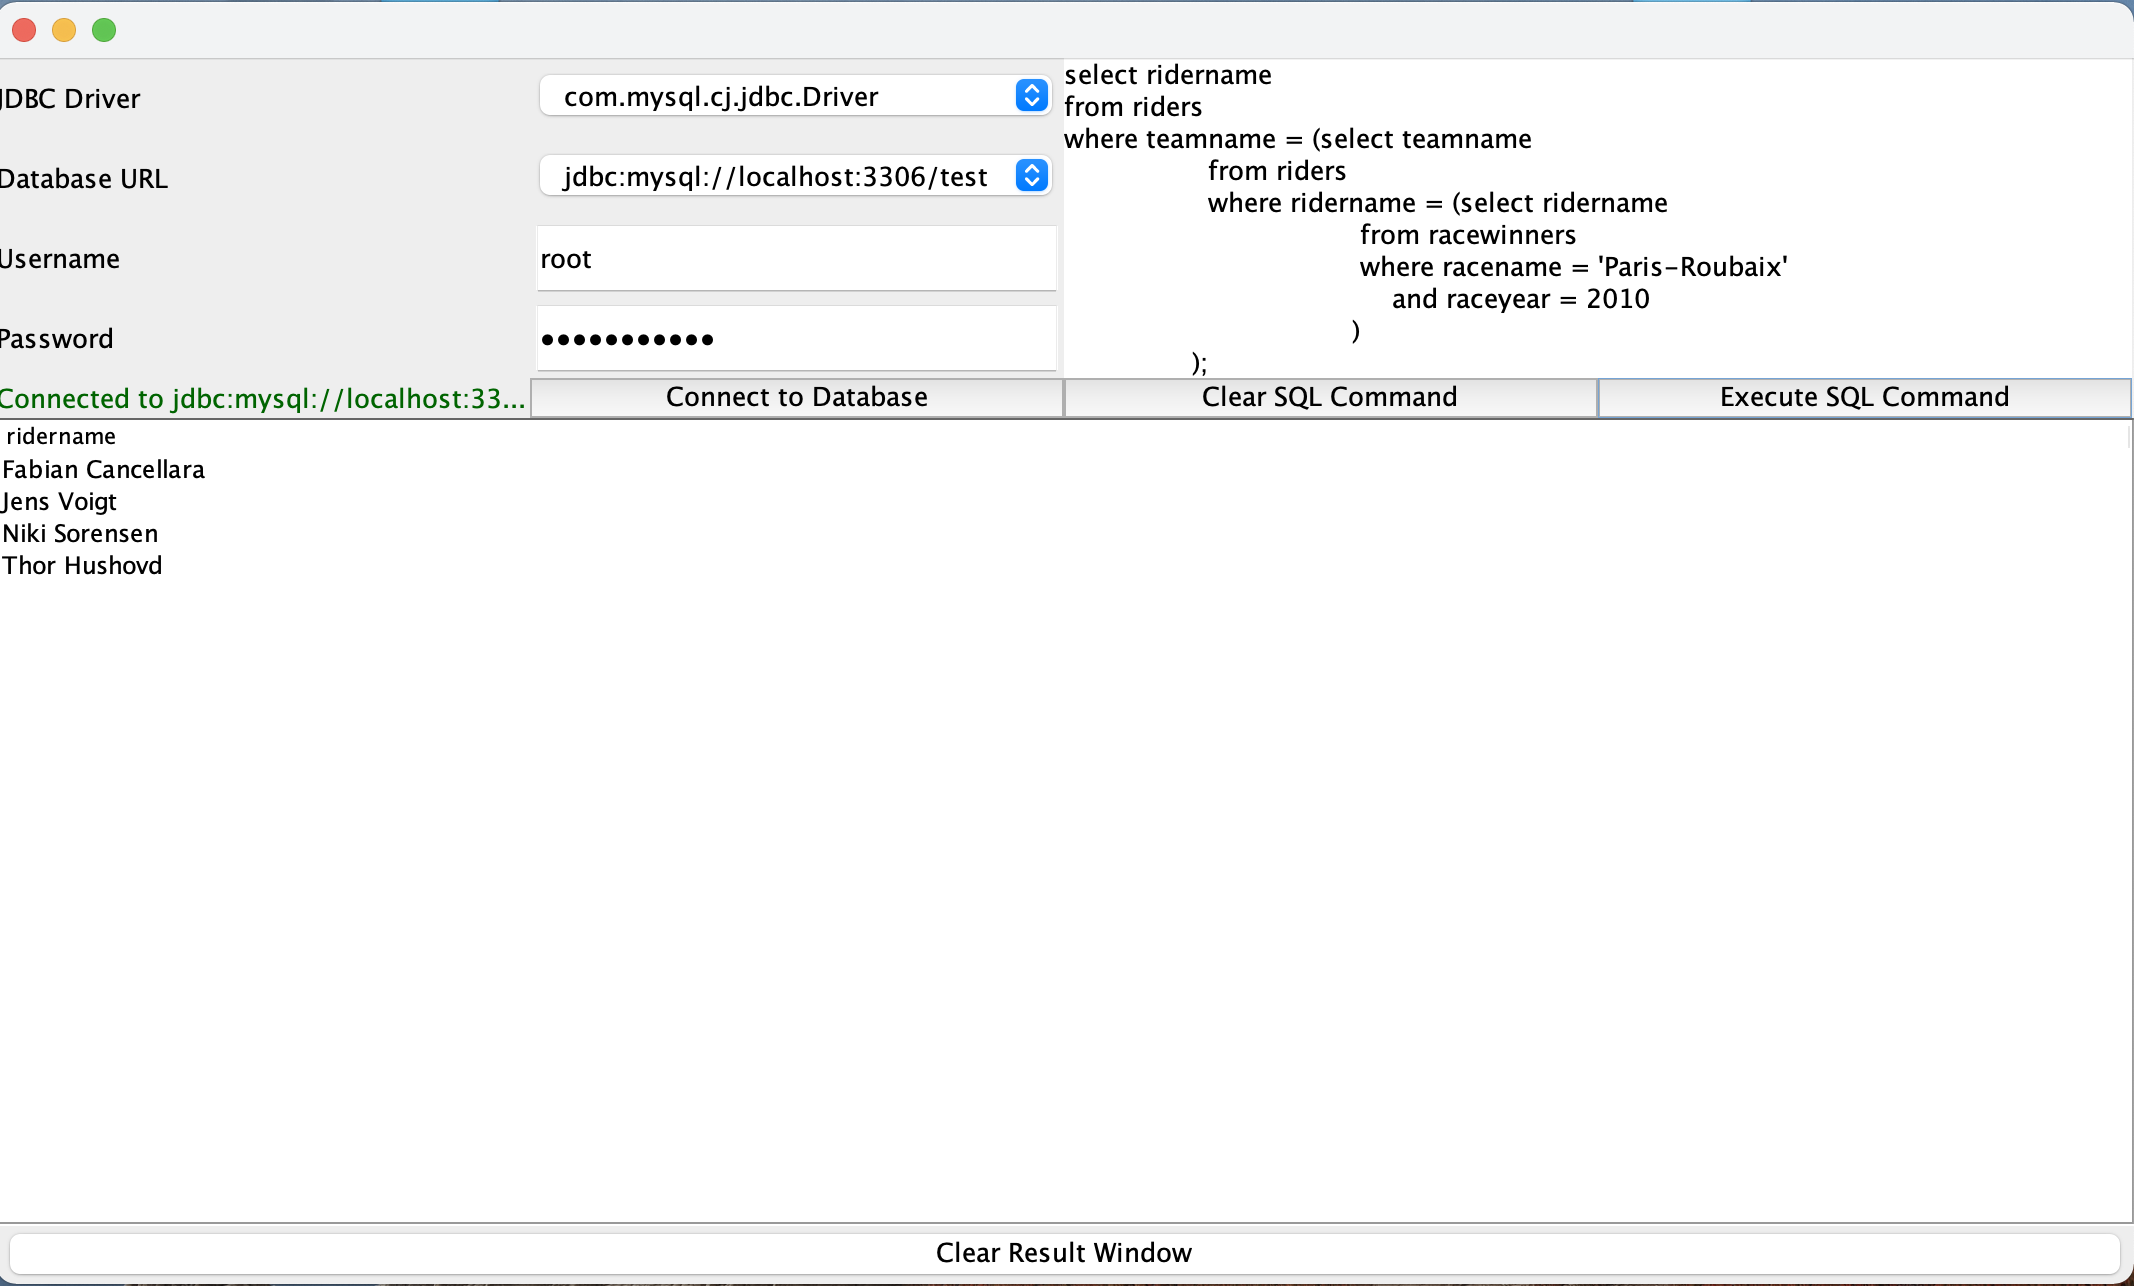 JDBC Driver
com.mysql.cj.jdbc.Driver
Database URL
jdbc:mysql://localhost:3306/test
Username
root
Password
•••••••••••
select ridername
from riders
where teamname = (select teamname
from riders
where ridername = (select ridername
from racewinners
where racename = 'Paris-Roubaix'
and raceyear = 2010
)
);
Connected to jdbc:mysql://localhost:33...
Connect to Database
Clear SQL Command
Execute SQL Command
ridername
Fabian Cancellara
Jens Voigt
Niki Sorensen
Thor Hushovd
Clear Result Window